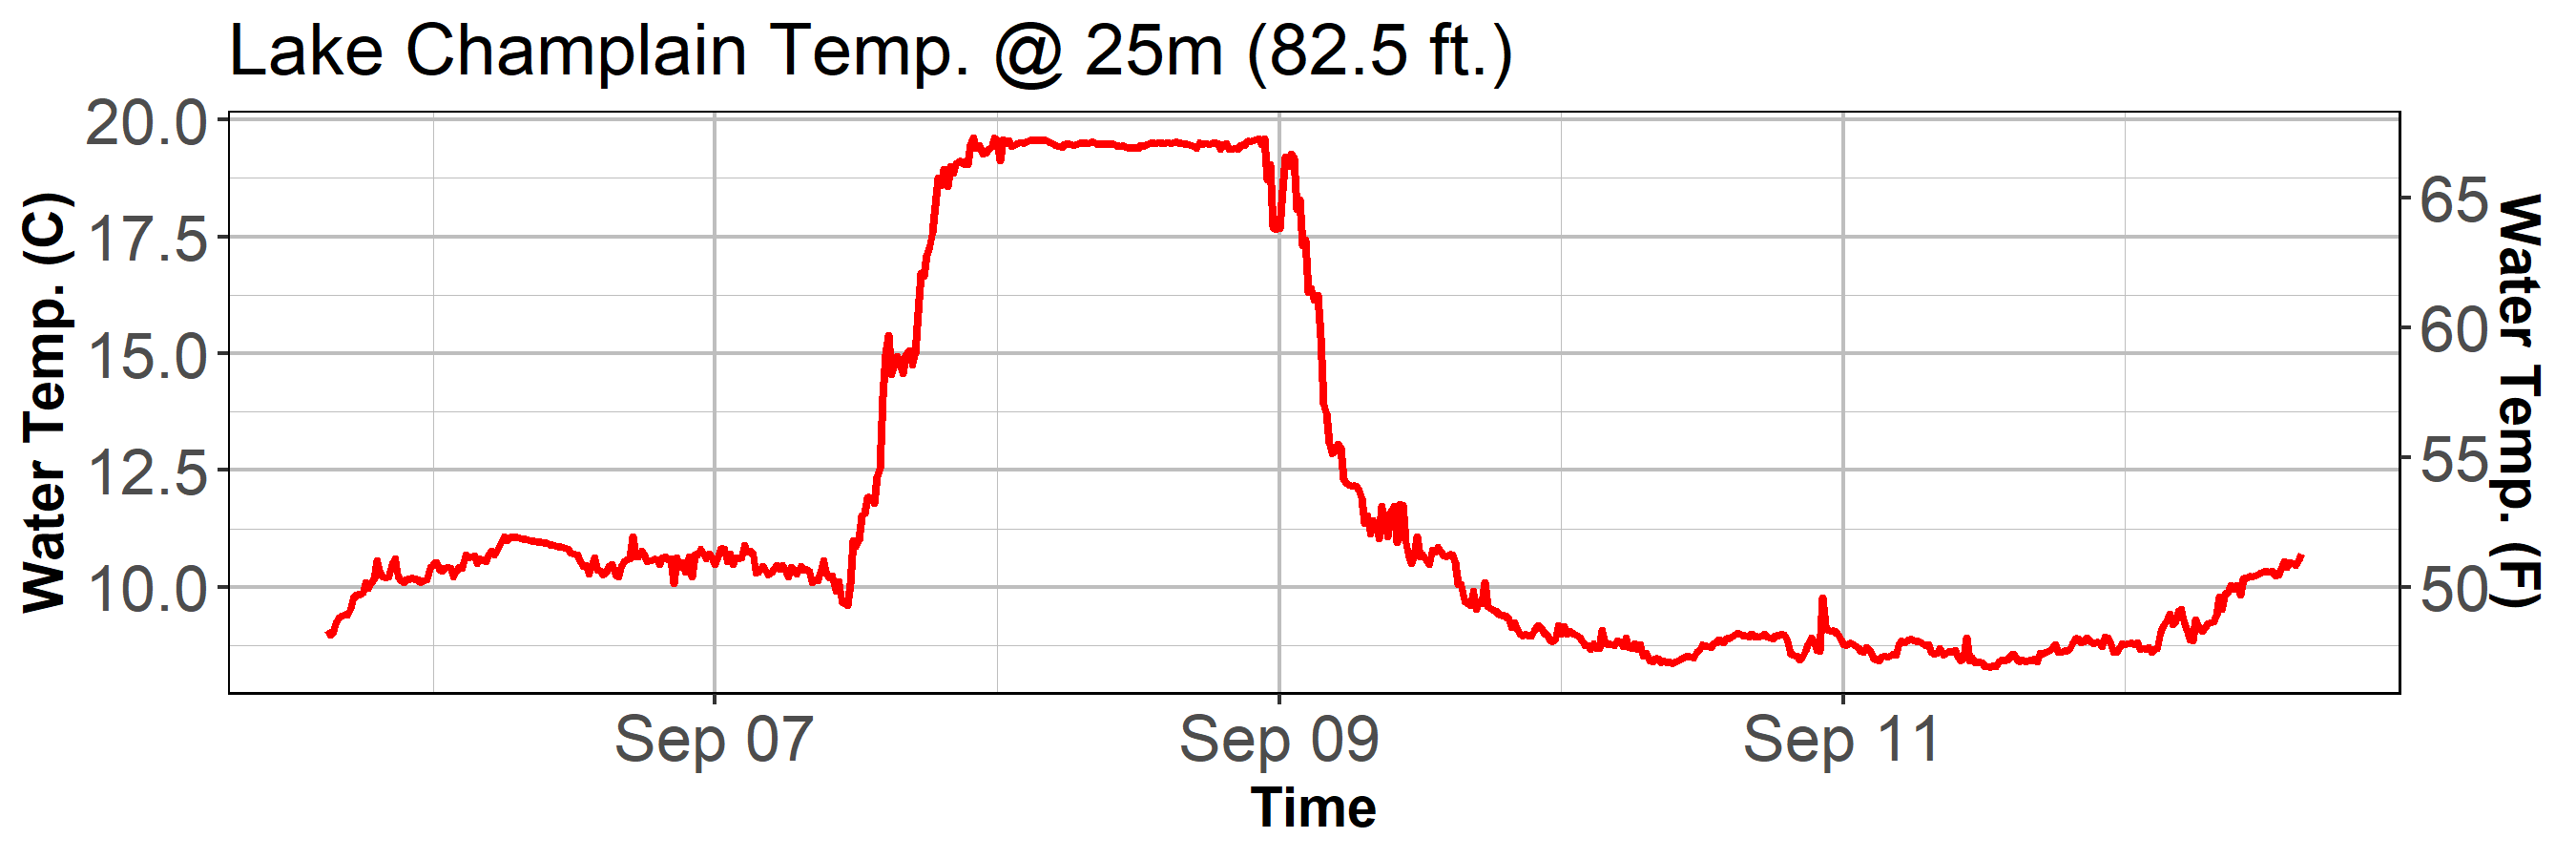 Lake Champlain Temp. @ 25m (82.5 ft.)
Water Temp. (C)
20.0
17.5
15.0
12.5
10.0
65
60
55
50
Water Temp. (F)
Sep 07
Sep 09
Sep 11
Time